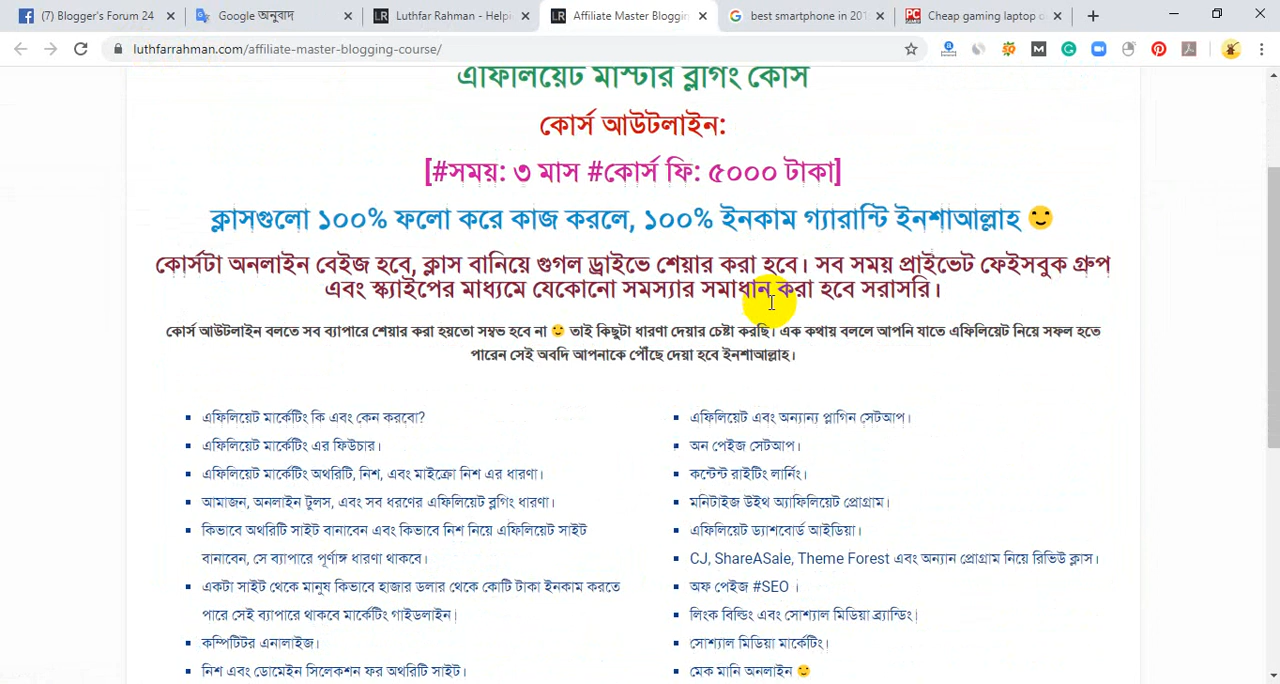 (7) Blogger's Forum 24
Google অনুবাদ
Luthfar Rahman - Help
Affiliate Master Bloggin
best smartphone in 201
Cheap gaming laptop d
luthfarrahman.com/affiliate-master-blogging-course/
এফিলিয়েট মাস্টার ব্লগিং কোর্স
কোর্স আউটলাইন:
[#সময়: ৩ মাস #কোর্স ফি: ৫০০০ টাকা]
ক্লাসগুলো ১০০% ফলো করে কাজ করলে, ১০০% ইনকাম গ্যারান্টি ইনশাআল্লাহ 😉
কোর্সটা অনলাইন বেইজ হবে, ক্লাস বানিয়ে গুগল ড্রাইভে শেয়ার করা হবে। সব সময় প্রাইভেট ফেইসবুক গ্রুপ
এবং স্ক্যাইপের মাধ্যমে যেকোনো সমস্যার সমাধান করা হবে সরাসরি।
কোর্স আউটলাইন বলতে সব ব্যাপারে শেয়ার করা হয়তো সম্ভব হবে না 😉 তাই কিছুটা ধারণা দেয়ার চেষ্টা করছি। এক কথায় বললে আপনি যাতে এফিলিয়েট নিয়ে সফল হতে
পারেন সেই অবদি আপনাকে পৌঁছে দেয়া হবে ইনশাআল্লাহ।
এফিলিয়েট মার্কেটিং কি এবং কেন করবো?
এফিলিয়েট মার্কেটিং এর ফিউচার।
এফিলিয়েট মার্কেটিং অথরিটি, নিশ, এবং মাইক্রো নিশ এর ধারণা।
আমাজন, অনলাইন টুলস, এবং সব ধরণের এফিলিয়েট ব্লগিং ধারণা।
কিভাবে অথরিটি সাইট বানাবেন এবং কিভাবে নিশ নিয়ে এফিলিয়েট সাইট
বানাবেন, সে ব্যাপারে পূর্ণাঙ্গ ধারণা থাকবে।
একটা সাইট থেকে মানুষ কিভাবে হাজার ডলার থেকে কোটি টাকা ইনকাম করতে
পারে সেই ব্যাপারে থাকবে মার্কেটিং গাইডলাইন|
কম্পিটিটর এনালাইজ।
নিশ এবং ডোমেইন সিলেকশন ফর অথরিটি সাইট।
এফিলিয়েট এবং অন্যান্য প্লাগিন সেটআপ।
অন পেইজ সেটআপ।
কন্টেন্ট রাইটিং লার্নিং।
মনিটাইজ উইথ অ্যাফিলিয়েট প্রোগ্রাম।
এফিলিয়েট ড্যাশবোর্ড আইডিয়া।
CJ, ShareASale, Theme Forest এবং অন্যান প্রোগ্রাম নিয়ে রিভিউ ক্লাস।
অফ পেইজ #SEO ।
লিংক বিল্ডিং এবং সোশ্যাল মিডিয়া ব্র্যান্ডিং|
সোশ্যাল মিডিয়া মার্কেটিং।
মেক মানি অনলাইন 😉